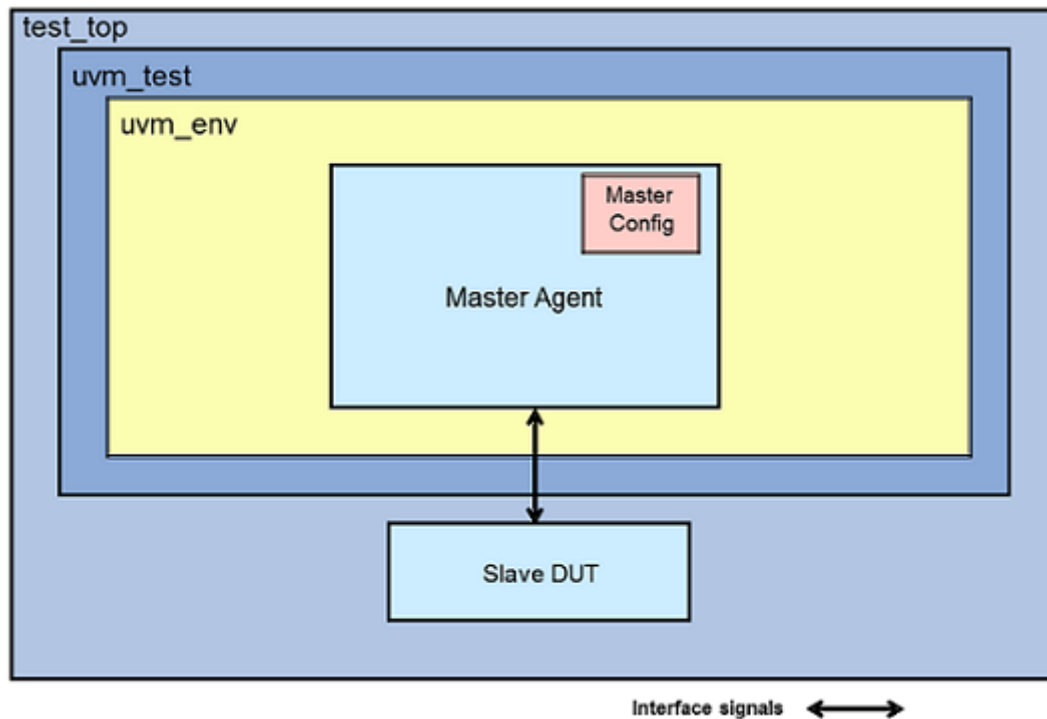 test_top
uvm_test
uvm_env
Master
Config
Master Agent
Slave DUT
Interface signals